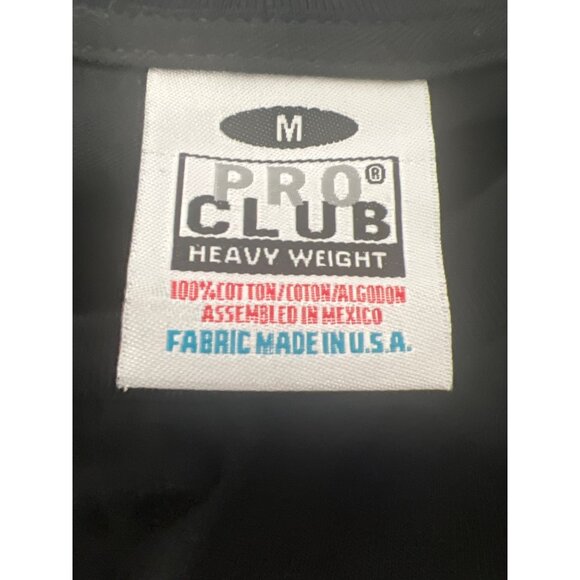 M
PRO®
CLUB
HEAVY WEIGHT
100%COTTON/COTON/ALGODON
ASSEMBLED IN MEXICO
FABRIC MADE IN U.S.A.